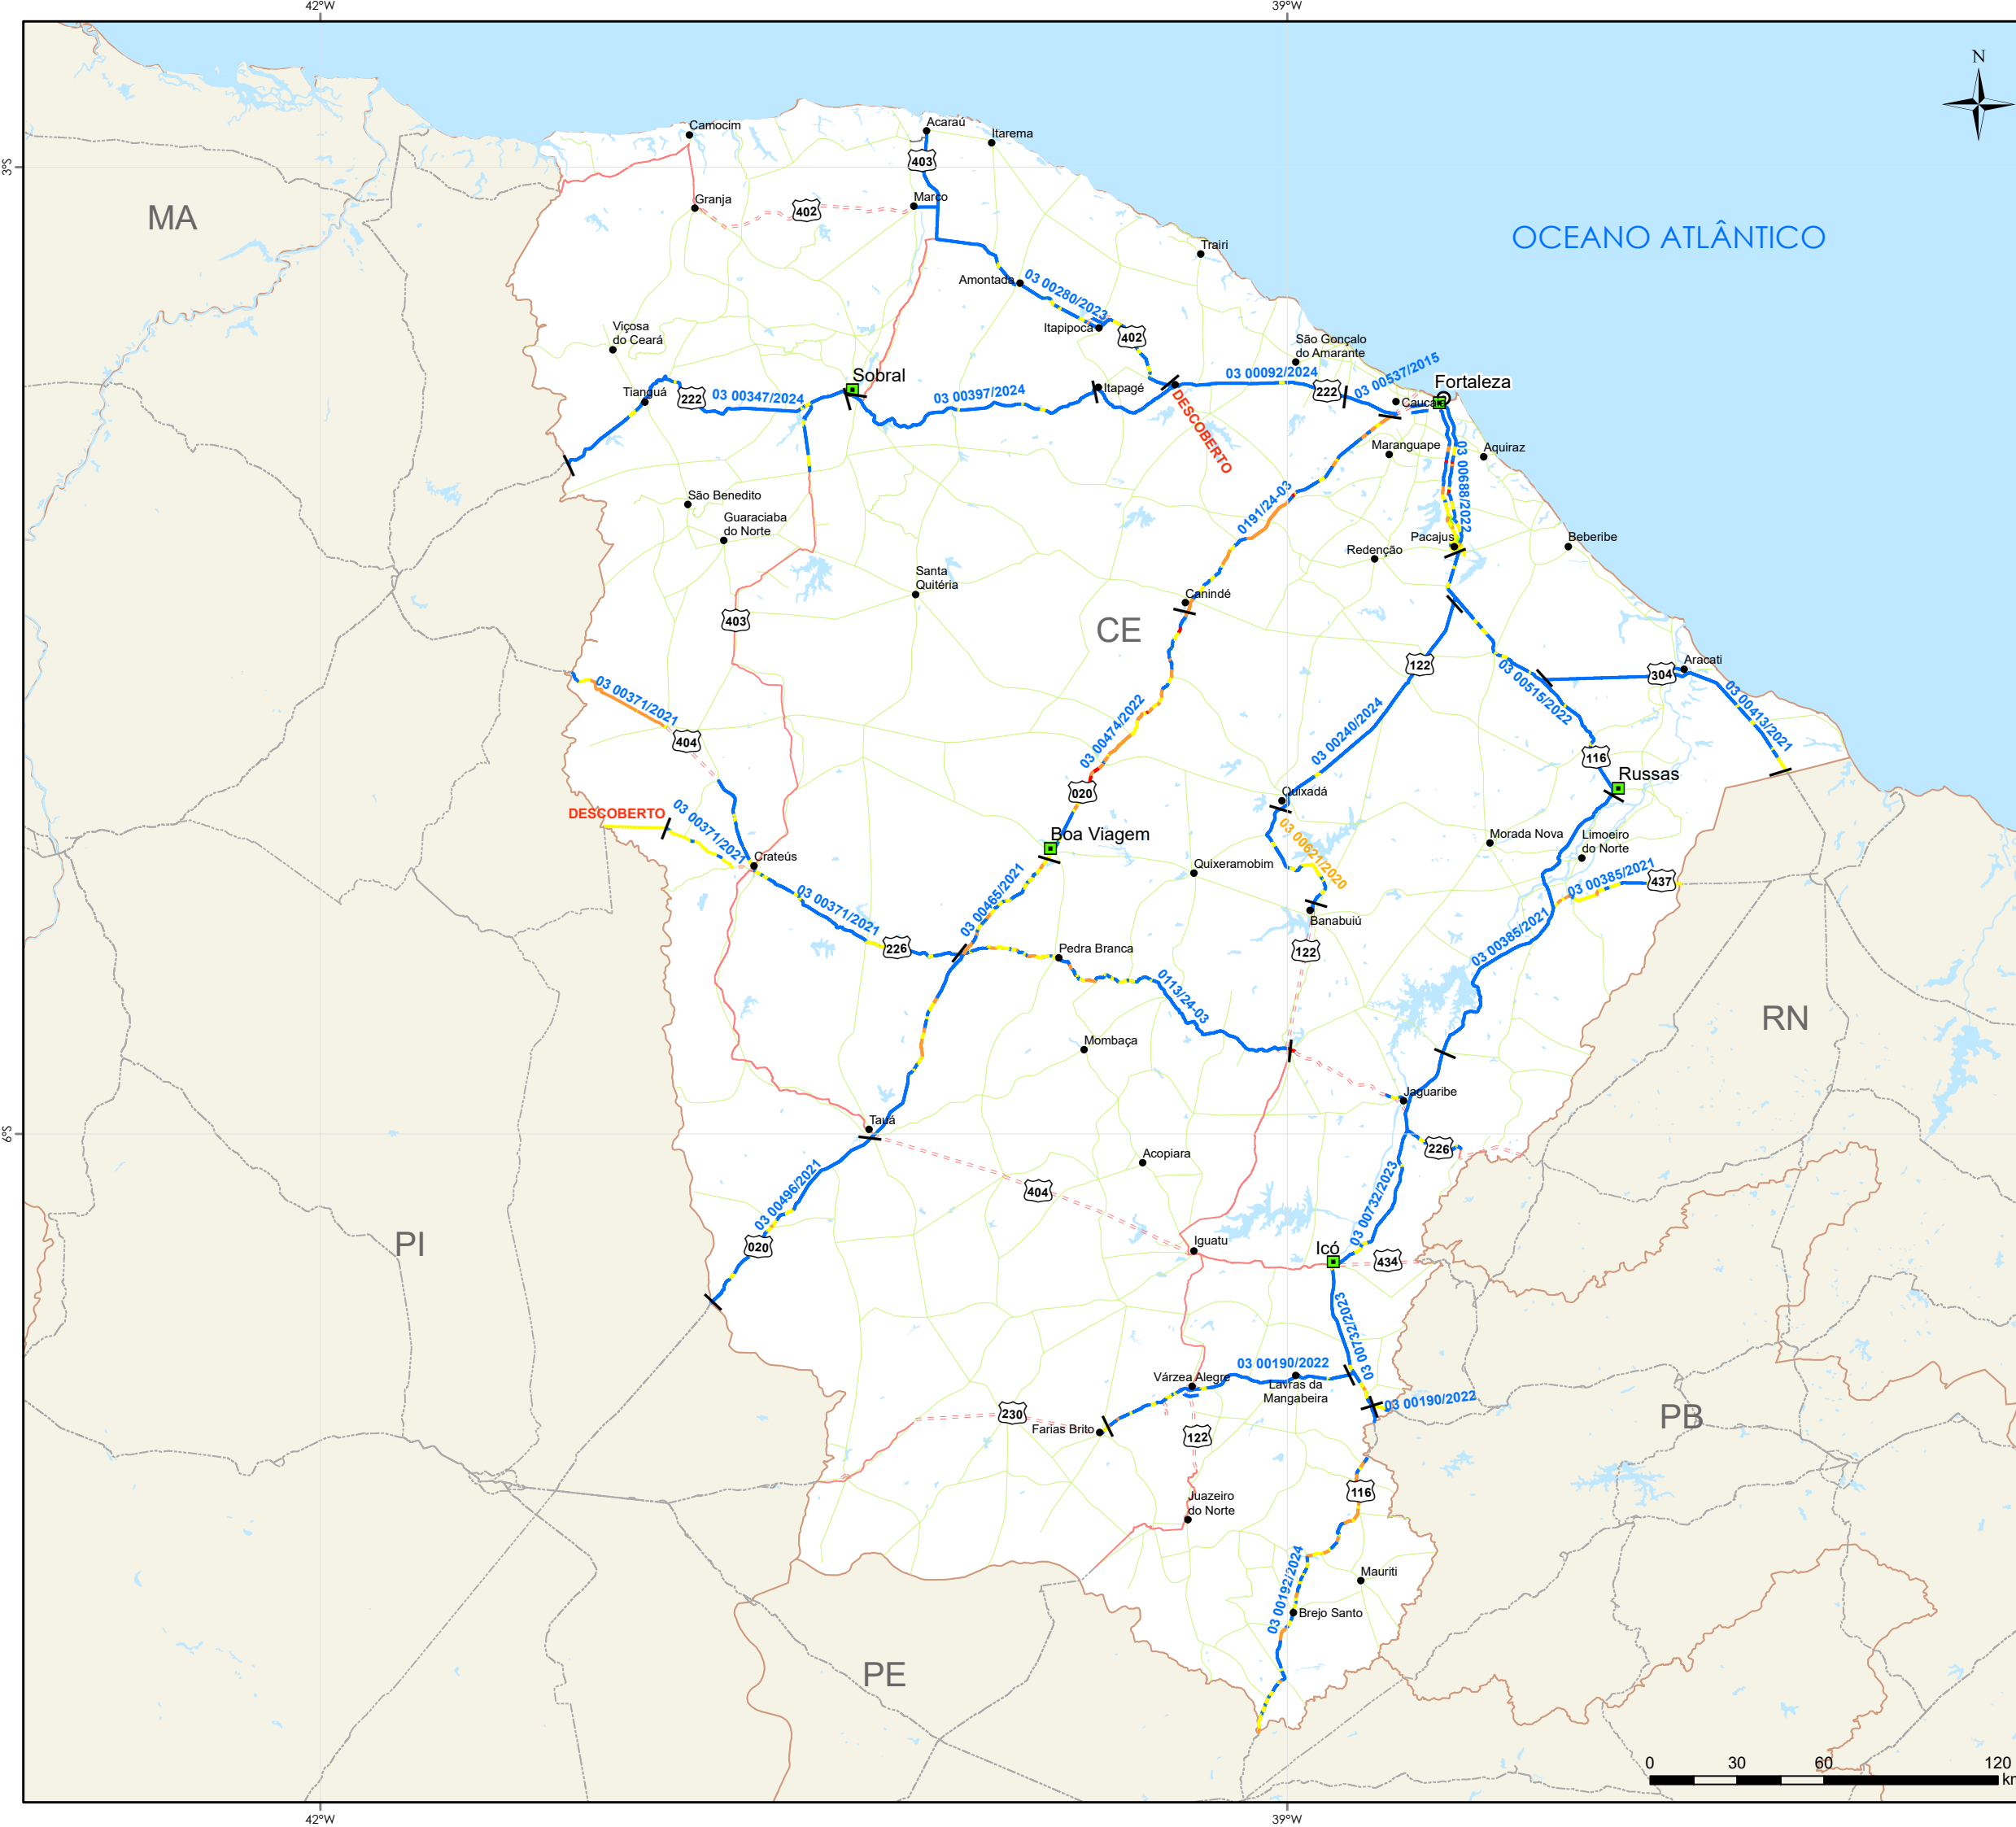 42°W
39°W
N
3°S
Camocim
Acaraú
Itarema
403
MA
Granja
402
Marco
OCEANO ATLÂNTICO
Trairi
Amontada
03 00280/2023
Itapipoca
402
Viçosa
do Ceará
São Gonçalo
do Amarante
Sobral
Itapagé
03 00092/2024
03 00537/2015
Fortaleza
Tianguá
222
03 00347/2024
03 00397/2024
222
DESCOBERTO
Maranguape
Aquiraz
03 00688/2022
São Benedito
Guaraciaba
do Norte
0191/24-03
Pacajus
Beberibe
Redenção
Santa
Quitéria
Canindé
403
CE
122
Aracati
304
03 00371/2021
404
03 00515/2022
03 00413/2021
03 00474/2022
03 00240/2024
116
Russas
020
Quixadá
DESCOBERTO
03 00371/2021
Boa Viagem
03 00621/2020
Morada Nova
Limoeiro
do Norte
Crateús
Quixeramobim
03 00385/2021
437
03 00371/2021
03 00465/2021
Banabuiú
226
Pedra Branca
122
03 00385/2021
0113/24-03
RN
Mombaça
Jaguaribe
6°S
Tauá
226
Acopiara
03 00496/2021
404
03 00732/2023
PI
020
Iguatu
Icó
434
03 00732/2023
03 00190/2022
Várzea Alegre
Lavras da
Mangabeira
03 00190/2022
230
Farias Brito
122
PB
116
Juazeiro
do Norte
03 00192/2024
Mauriti
Brejo Santo
PE
0
30
60
120
42°W
39°W